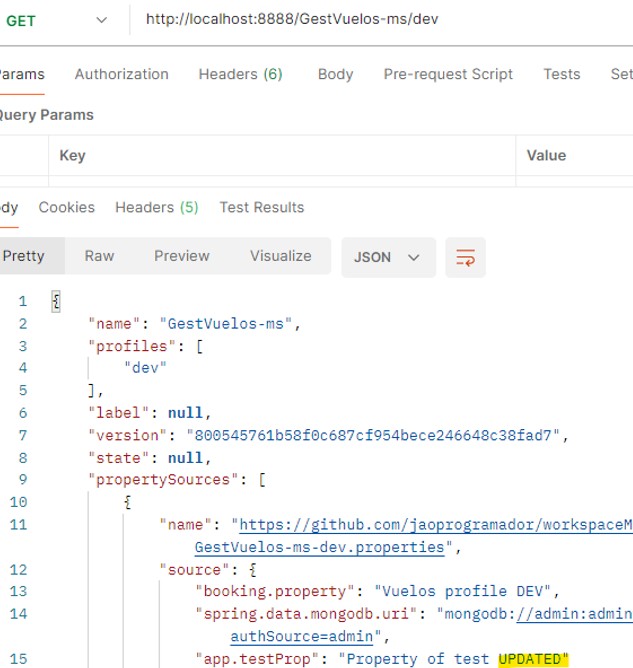 GET http://localhost:8888/GestVuelos-ms/dev
Params Authorization Headers (6) Body Pre-request Script Tests
Query Params
Key Value
Cookies Headers (5) Test Results
Pretty Raw Preview Visualize JSON
1 {
2 "name": "GestVuelos-ms",
3 "profiles": [
4 "dev"
5 ],
6 "label": null,
7 "version": "800545761b58f0c687cf954bece246648c38fad7",
8 "state": null,
9 "propertySources": [
10 {
11 "name": "https://github.com/jaoprogramador/workspaceM
GestVuelos-ms-dev.properties",
12 "source": {
13 "booking.property": "Vuelos profile DEV",
14 "spring.data.mongodb.uri": "mongodb://admin:admin
authSource=admin",
15 "app.testProp": "Property of test UPDATED"